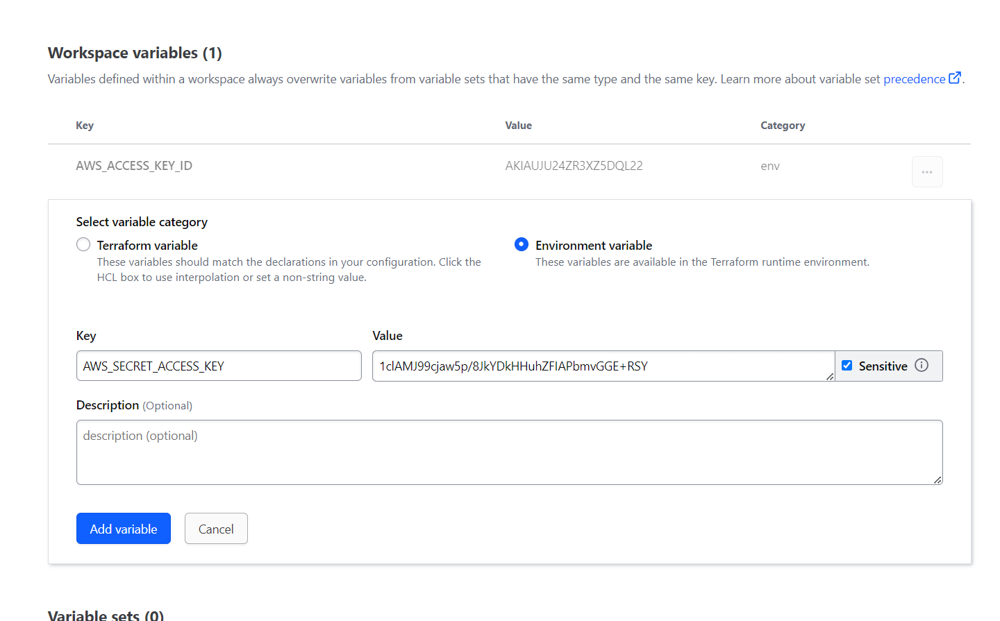 Workspace variables (1)
Variables defined within a workspace always overwrite variables from variable sets that have the same type and the same key. Learn more about variable set precedence.
Key Value Category
AWS_ACCESS_KEY_ID AKIAUJU24ZR3XZ5DQL22 env
Select variable category
Terraform variable
These variables should match the declarations in your configuration. Click the
HCL box to use interpolation or set a non-string value.
Environment variable
These variables are available in the Terraform runtime environment.
Key Value
AWS_SECRET_ACCESS_KEY Sensitive
Description (Optional)
description (optional)
Add variable Cancel
Variable sets (0)